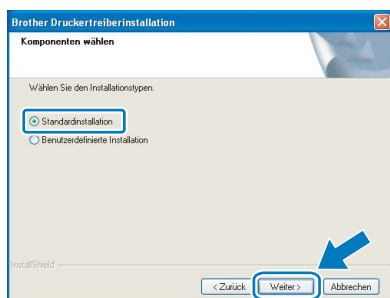 Brother Druckertreiberinstallation
Komponenten wählen
Wählen Sie den Installationstypen.
Standardinstallation
Benutzerdefinierte Installation
InstallShield
< Zurück Weiter > Abbrechen